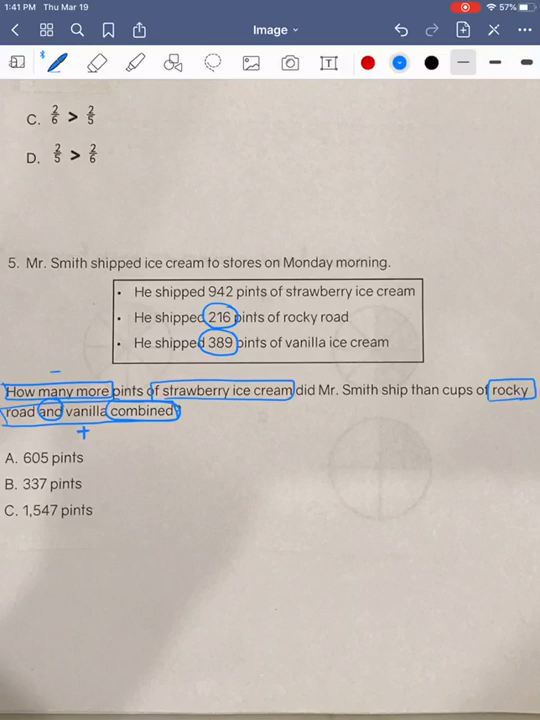 1:41 PM Thu Mar 19
57%
Image
T
C. 2/6 > 2/5
D. 2/5 > 2/6
5. Mr. Smith shipped ice cream to stores on Monday morning.
• He shipped 942 pints of strawberry ice cream
• He shipped 216 pints of rocky road
• He shipped 389 pints of vanilla ice cream
−
How many more pints of strawberry ice cream did Mr. Smith ship than cups of rocky
road and vanilla combined?
+
A. 605 pints
B. 337 pints
C. 1,547 pints